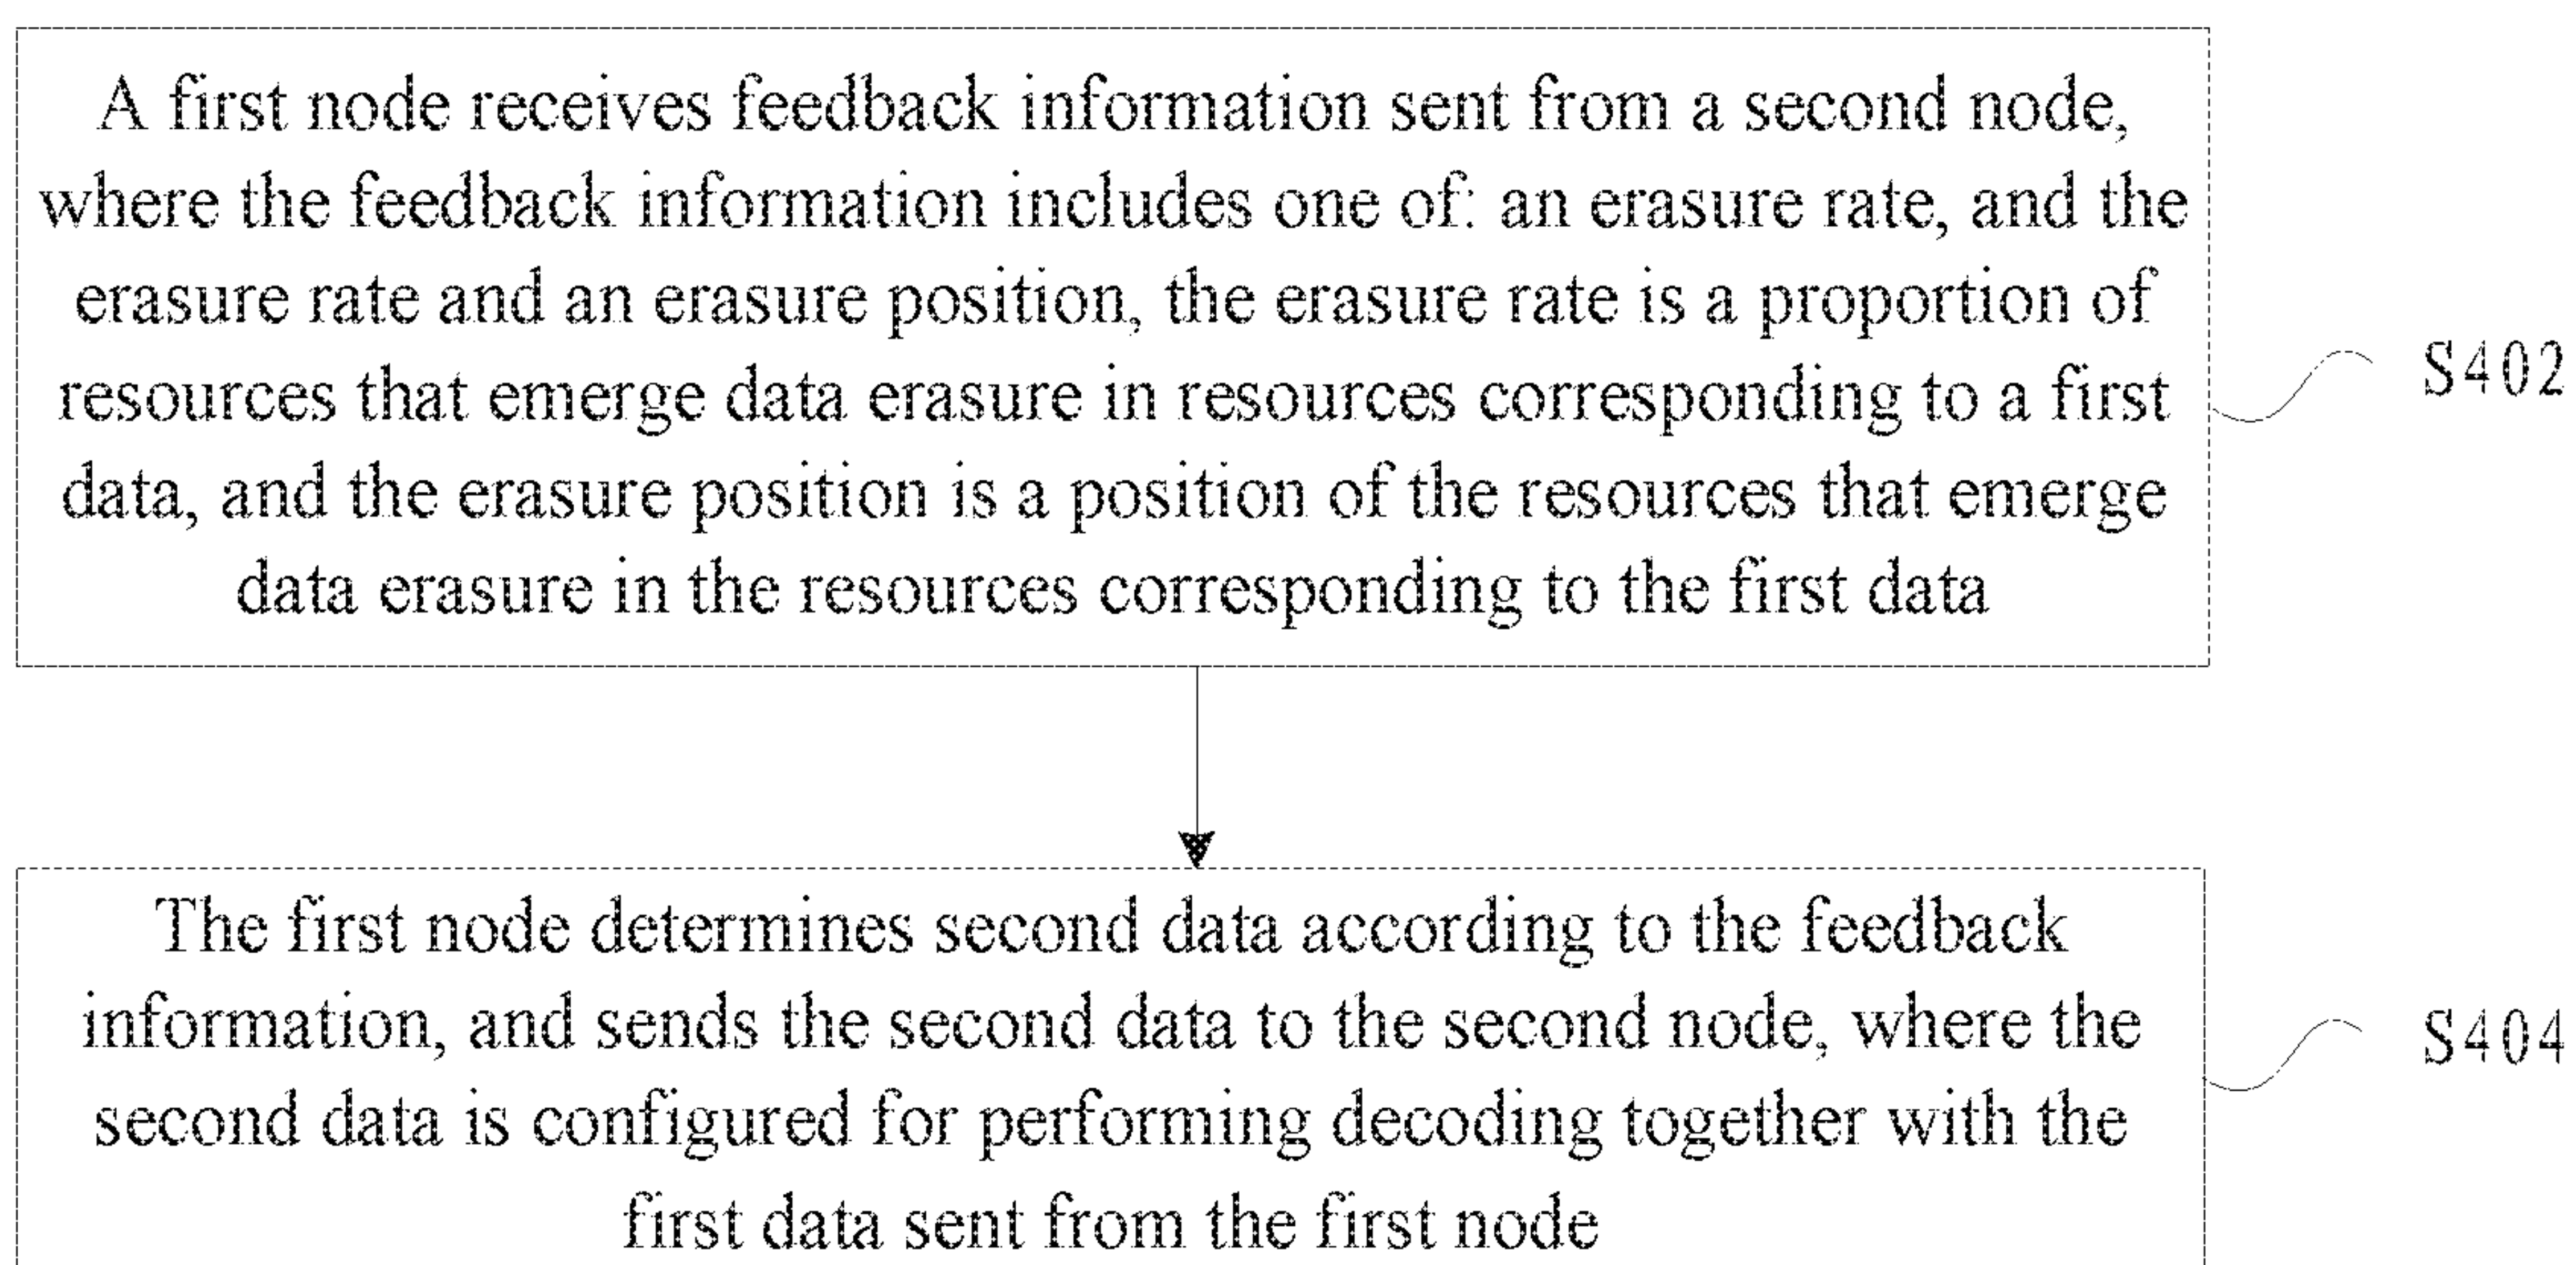 A first node receives feedback information sent from a second node,
where the feedback information includes one of: an erasure rate, and the
erasure rate and an erasure position, the erasure rate is a proportion of
resources that emerge data erasure in resources corresponding to a first
data, and the erasure position is a position of the resources that emerge
data erasure in the resources corresponding to the first data
S402
The first node determines second data according to the feedback
information, and sends the second data to the second node, where the
second data is configured for performing decoding together with the
first data sent from the first node
S404